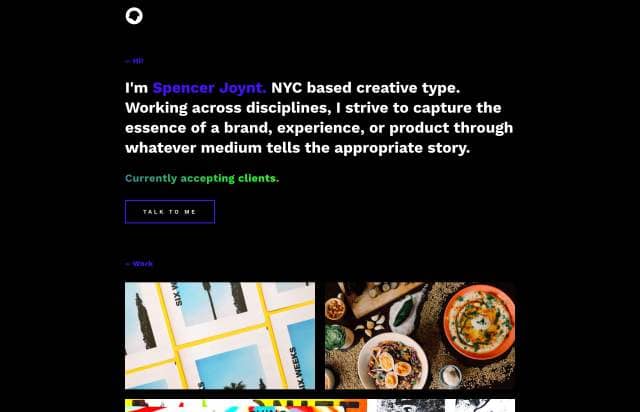 – Hi!
I'm Spencer Joynt. NYC based creative type.
Working across disciplines, I strive to capture the
essence of a brand, experience, or product through
whatever medium tells the appropriate story.
Currently accepting clients.
TALK TO ME
– Work
SIX
SIX WEEKS